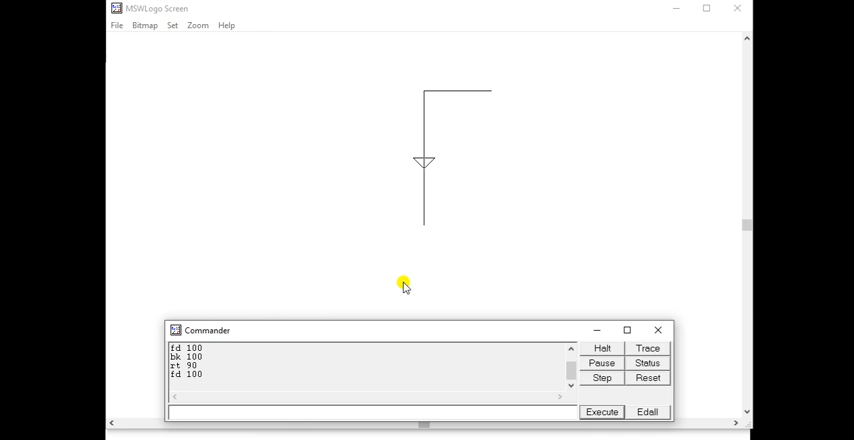 MSWLogo Screen
File Bitmap Set Zoom Help
Commander
fd 100
bk 100
rt 90
fd 100
Halt Trace
Pause Status
Step Reset
Execute Edall